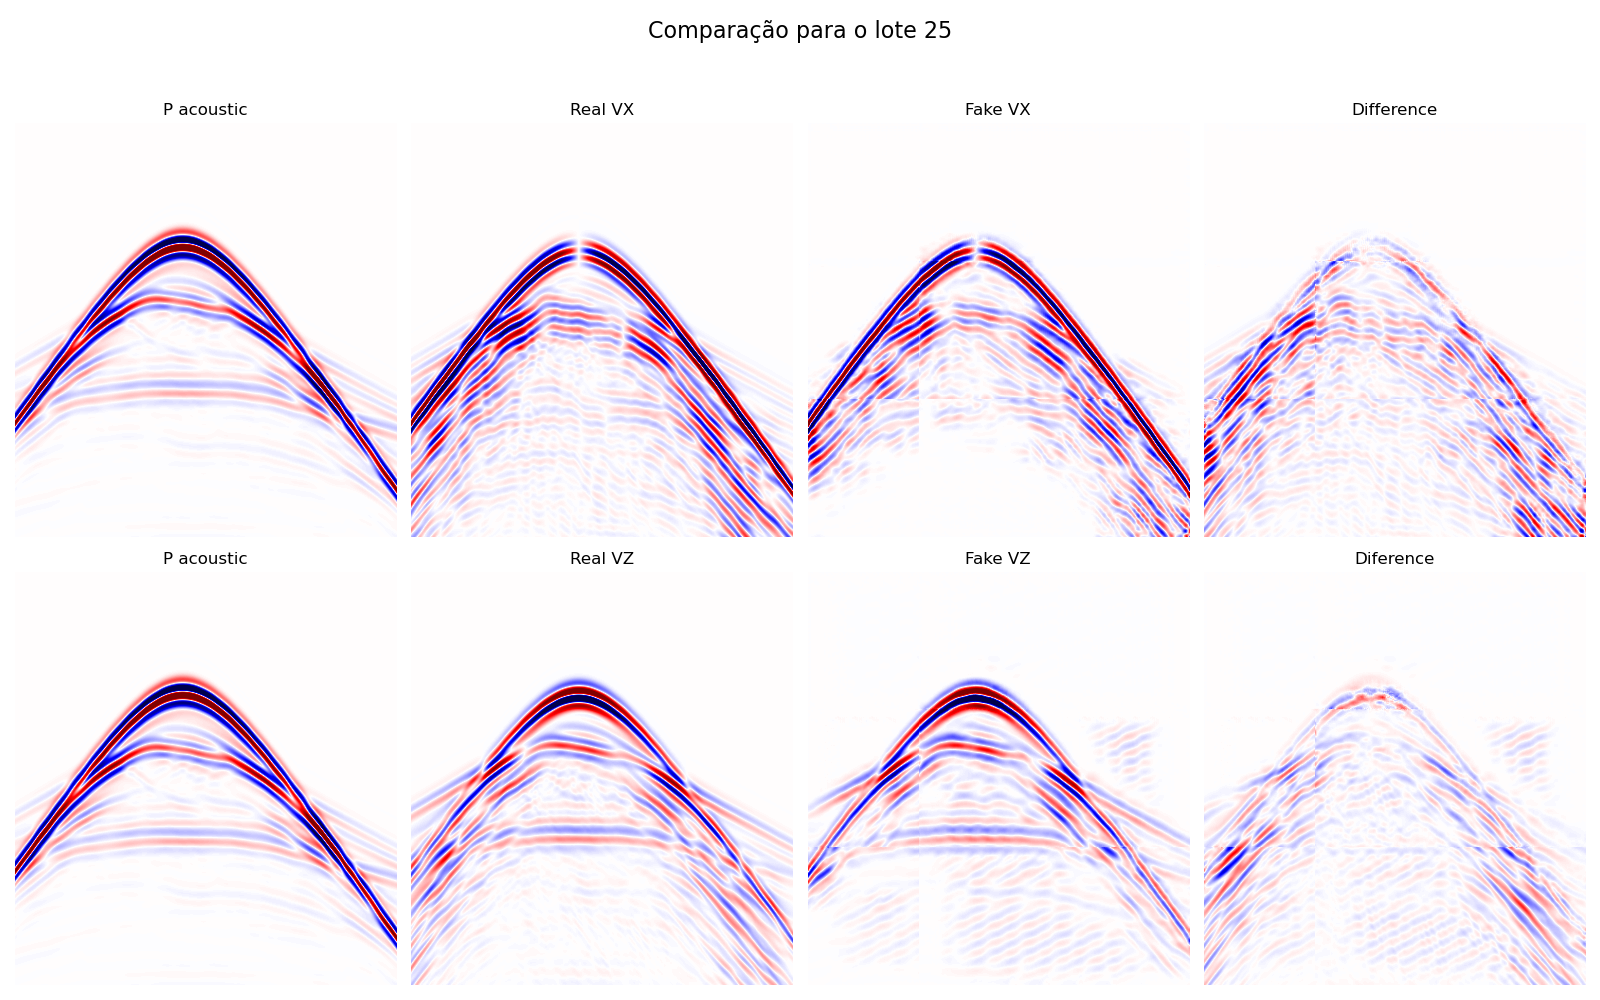 Comparação para o lote 25
P acoustic
Real VX
Fake VX
Difference
P acoustic
Real VZ
Fake VZ
Diference